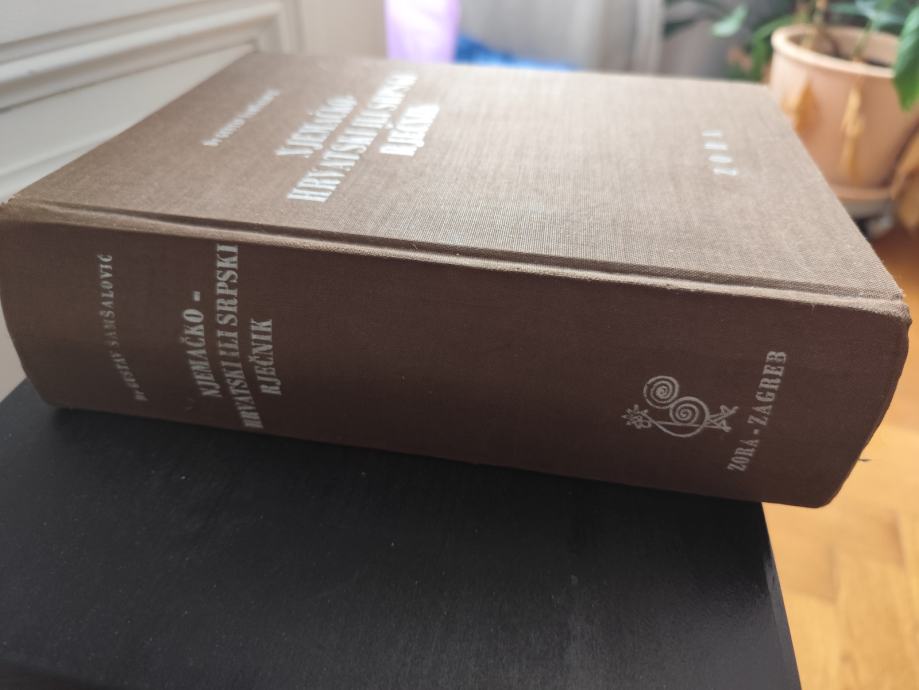 NJEMAČKO-
HRVATSKI ILI SRPSKI
RJEČNIK
ZORA
Dr GUSTAV ŠAMŠALOVIĆ
NJEMAČKO-
HRVATSKI ILI SRPSKI
RJEČNIK
ZORA - ZAGREB